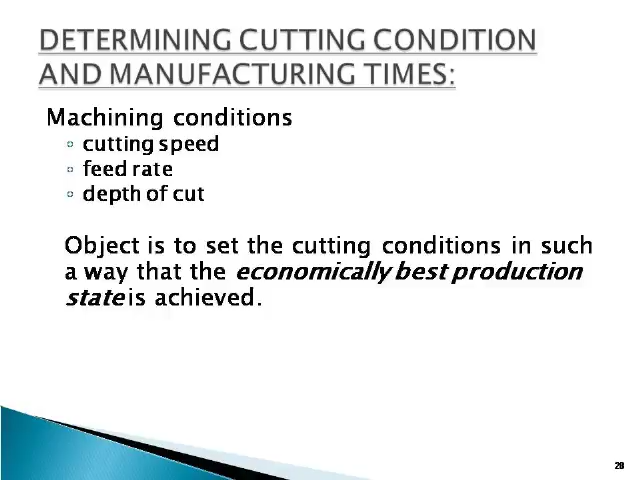 DETERMINING CUTTING CONDITION
AND MANUFACTURING TIMES:
Machining conditions
◦ cutting speed
◦ feed rate
◦ depth of cut
Object is to set the cutting conditions in such
a way that the economically best production
state is achieved.
28